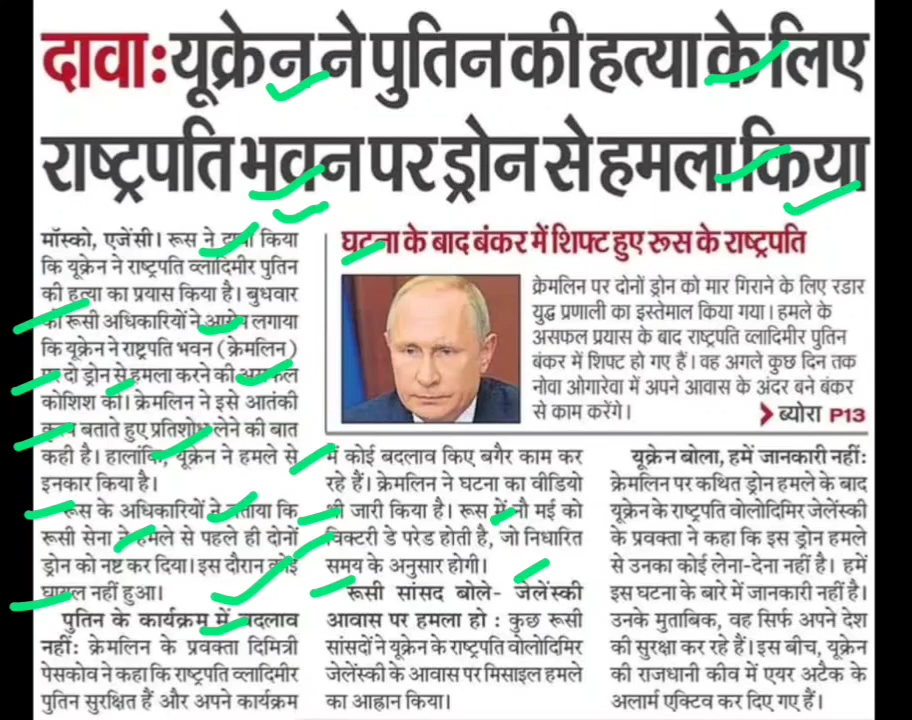 दावा: यूक्रेन ने पुतिन की हत्या के लिए
राष्ट्रपति भवन पर ड्रोन से हमला किया
मॉस्को, एजेंसी। रूस ने दावा किया
कि यूक्रेन ने राष्ट्रपति व्लादिमीर पुतिन
की हत्या का प्रयास किया है। बुधवार
को रूसी अधिकारियों ने आरोप लगाया
कि यूक्रेन ने राष्ट्रपति भवन (क्रेमलिन)
पर दो ड्रोन से हमला करने की असफल
कोशिश की। क्रेमलिन ने इसे आतंकी
कृत्य बताते हुए प्रतिशोध लेने की बात
कही है। हालांकि, यूक्रेन ने हमले से
इनकार किया है।
रूस के अधिकारियों ने बताया कि
रूसी सेना ने हमले से पहले ही दोनों
ड्रोन को नष्ट कर दिया। इस दौरान कोई
घायल नहीं हुआ।
पुतिन के कार्यक्रम में बदलाव
नहीं: क्रेमलिन के प्रवक्ता दिमित्री
पेसकोव ने कहा कि राष्ट्रपति व्लादिमीर
पुतिन सुरक्षित हैं और अपने कार्यक्रम
घटना के बाद बंकर में शिफ्ट हुए रूस के राष्ट्रपति
क्रेमलिन पर दोनों ड्रोन को मार गिराने के लिए रडार
युद्ध प्रणाली का इस्तेमाल किया गया। हमले के
असफल प्रयास के बाद राष्ट्रपति व्लादिमीर पुतिन
बंकर में शिफ्ट हो गए हैं। वह अगले कुछ दिन तक
नोवा ओगारेवा में अपने आवास के अंदर बने बंकर
से काम करेंगे।
ब्योरा P13
में कोई बदलाव किए बगैर काम कर
रहे हैं। क्रेमलिन ने घटना का वीडियो
भी जारी किया है। रूस में नौ मई को
विक्टरी डे परेड होती है, जो निधारित
समय के अनुसार होगी।
रूसी सांसद बोले- जेलेंस्की
आवास पर हमला हो : कुछ रूसी
सांसदों ने यूक्रेन के राष्ट्रपति वोलोदिमिर
जेलेंस्की के आवास पर मिसाइल हमले
का आह्वान किया।
यूक्रेन बोला, हमें जानकारी नहीं:
क्रेमलिन पर कथित ड्रोन हमले के बाद
यूक्रेन के राष्ट्रपति वोलोदिमिर जेलेंस्की
के प्रवक्ता ने कहा कि इस ड्रोन हमले
से उनका कोई लेना-देना नहीं है। हमें
इस घटना के बारे में जानकारी नहीं है।
उनके मुताबिक, वह सिर्फ अपने देश
की सुरक्षा कर रहे हैं। इस बीच, यूक्रेन
की राजधानी कीव में एयर अटैक के
अलार्म एक्टिव कर दिए गए हैं।